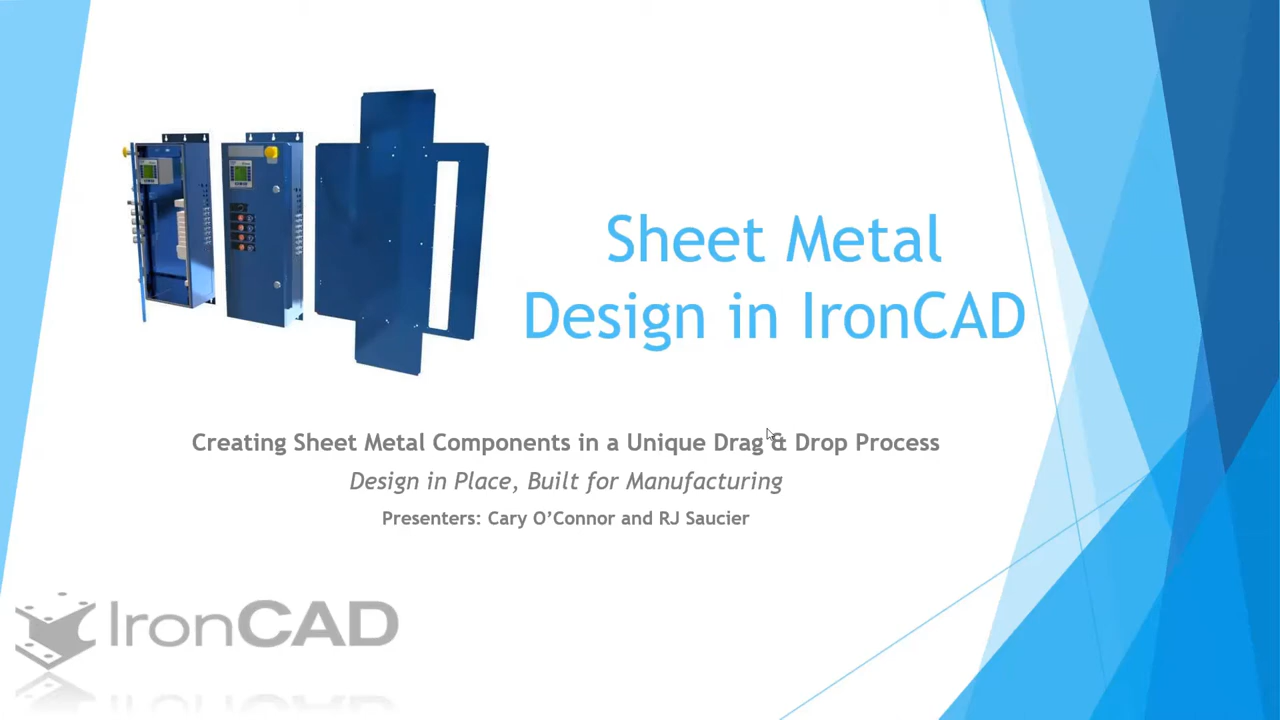 Sheet Metal
Design in IronCAD
Creating Sheet Metal Components in a Unique Drag & Drop Process
Design in Place, Built for Manufacturing
Presenters: Cary O’Connor and RJ Saucier
IronCAD